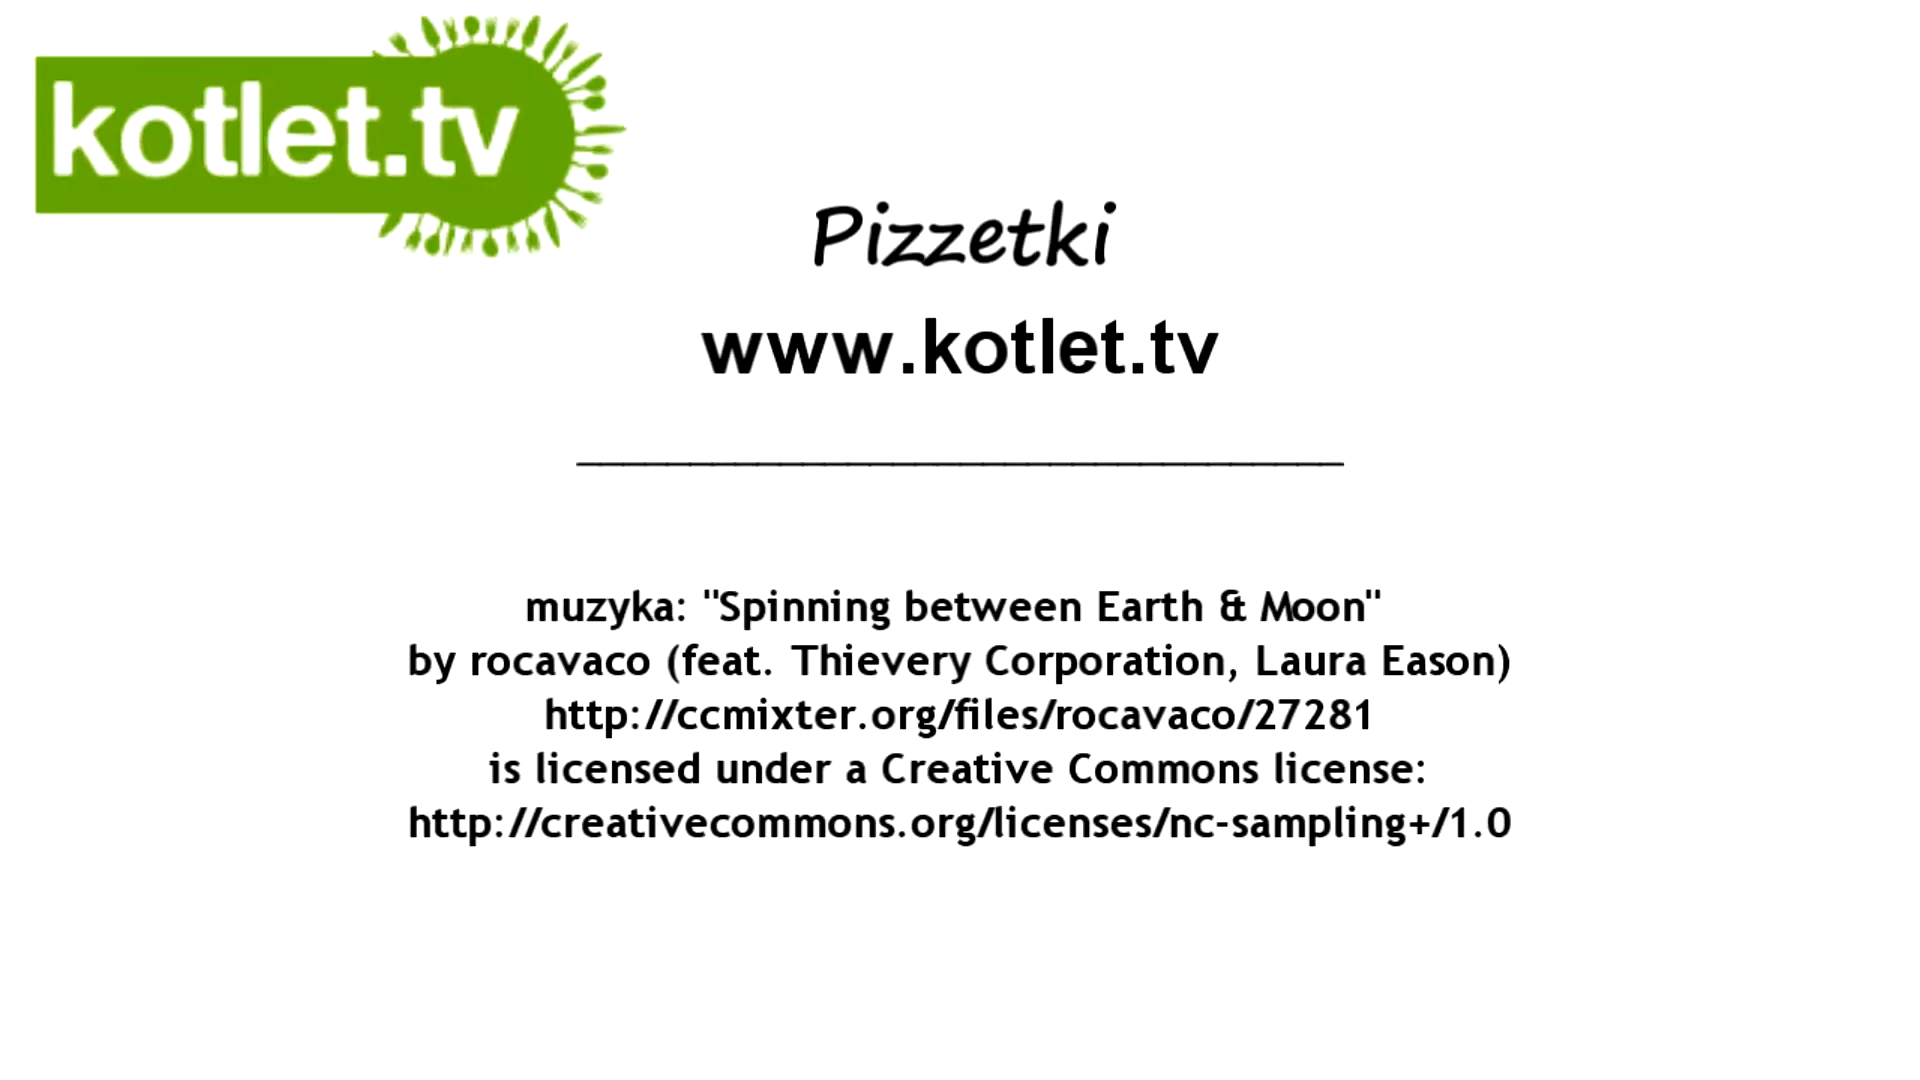 kotlet.tv
Pizzetki
www.kotlet.tv
muzyka: "Spinning between Earth & Moon"
by rocavaco (feat. Thievery Corporation, Laura Eason)
http://ccmixter.org/files/rocavaco/27281
is licensed under a Creative Commons license:
http://creativecommons.org/licenses/nc-sampling+/1.0